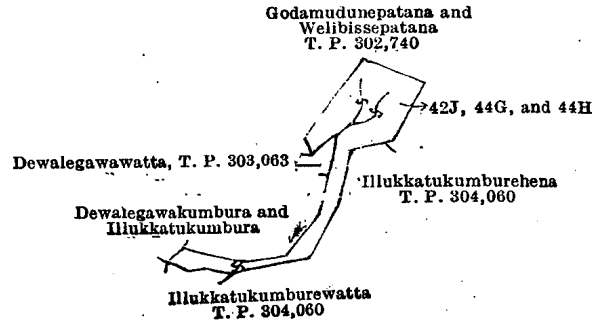 Godamudunepatana and
Welibissepatana
T. P. 302,740
42J, 44G, and 44H
Dewalegawawatta, T. P. 303,063
Illukkatukumburehena
T. P. 304,060
Dewalegawakumbura and
Illukkatukumbura
Illukkatukumburewatta
T. P. 304,060